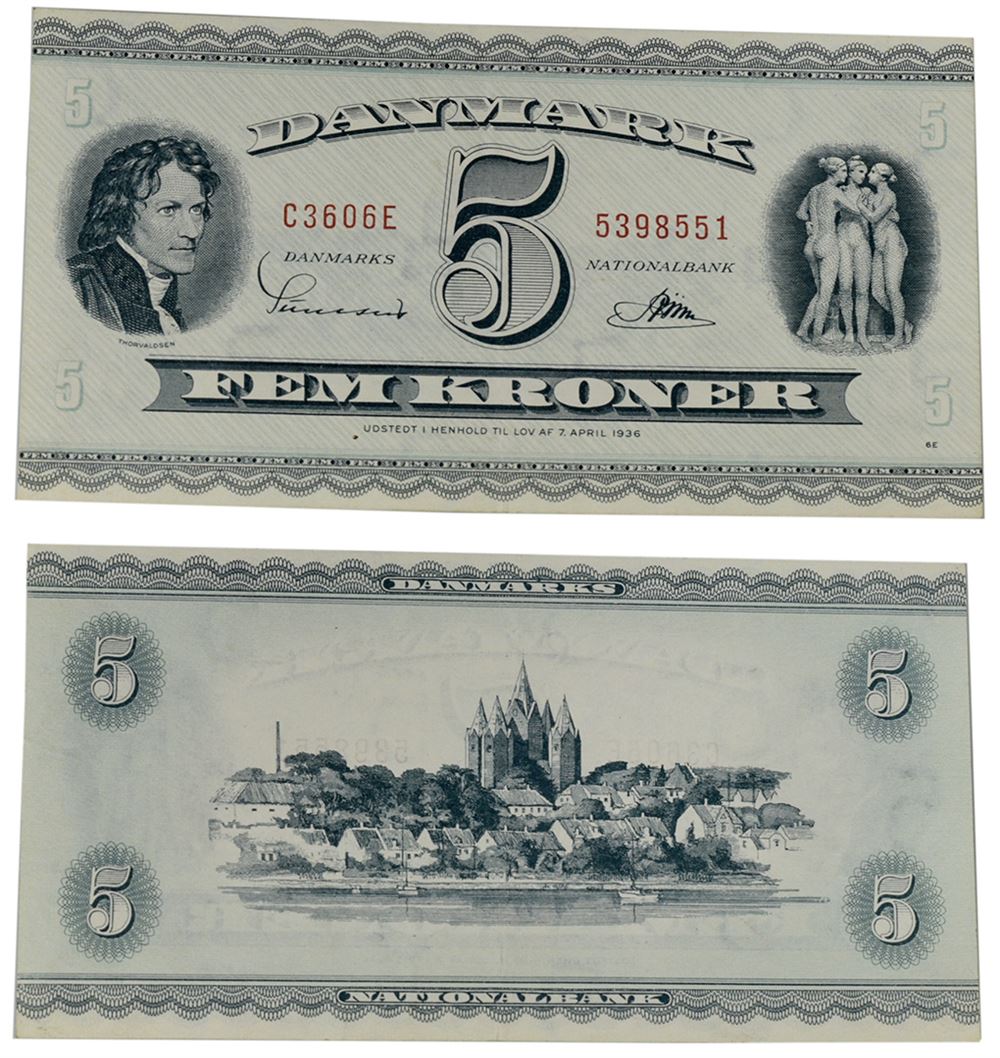 5 5
DANMARK
5
C3606E 5398551
DANMARKS NATIONALBANK
THORVALDSEN
5 5
FEM KRONER
UDSTEDT I HENHOLD TIL LOV AF 7. APRIL 1936
6E
DANMARKS
5 5
5 5
NATIONALBANK